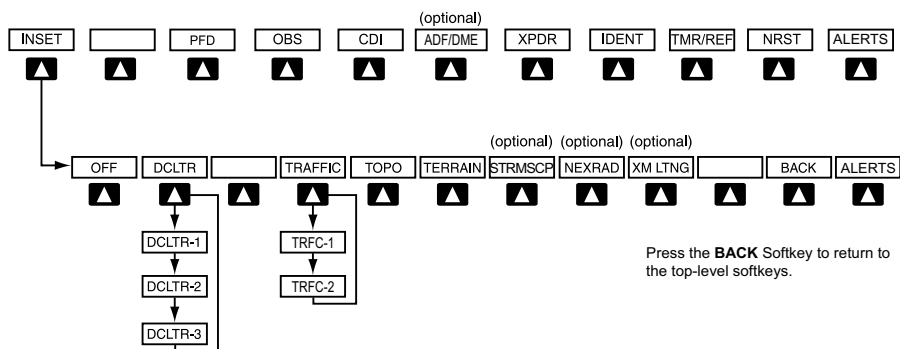 (optional)
INSET PFD OBS CDI ADF/DME XPDR IDENT TMR/REF NRST ALERTS
(optional) (optional) (optional)
OFF DCLTR TRAFFIC TOPO TERRAIN STRMSCP NEXRAD XM LTNG BACK ALERTS
DCLTR-1 TRFC-1
DCLTR-2 TRFC-2
DCLTR-3
Press the BACK Softkey to return to
the top-level softkeys.